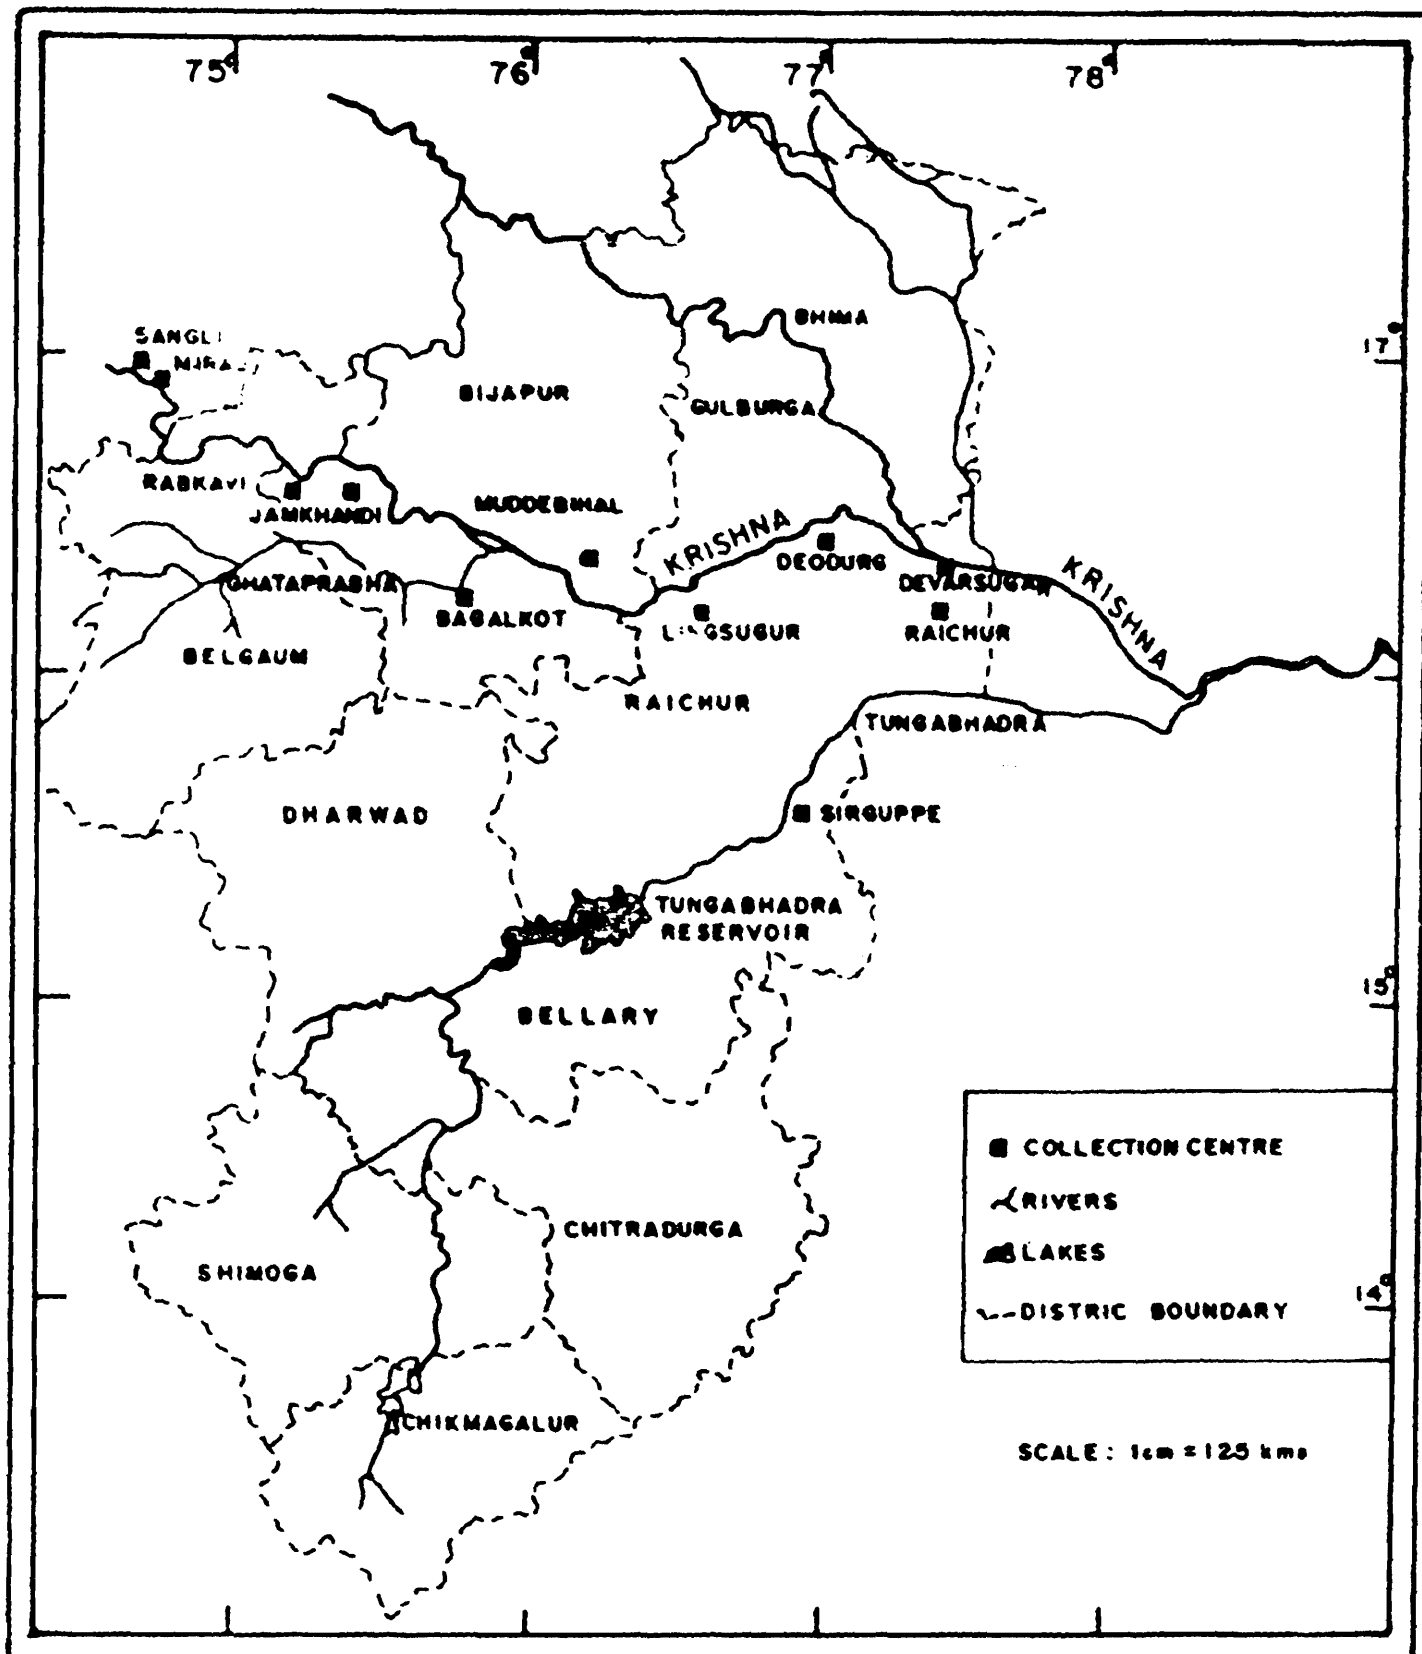 75°
76°
77°
78°
BHIMA
17°
BIJAPUR
GULBURGA
RABKAVI
JAMKHANDI
MUDDEBIHAL
KRISHNA
DEODURG
DEVARSUGAR
KRISHNA
GHATAPRABHA
BAGALKOT
RAICHUR
BELGAUM
RAICHUR
TUNGABHADRA
DHARWAD
SIRGUPPE
TUNGABHADRA
RESERVOIR
15°
BELLARY
COLLECTION CENTRE
RIVERS
LAKES
DISTRIC BOUNDARY
CHITRADURGA
SHIMOGA
14°
CHIKMAGALUR
SCALE: 1cm = 125 kms